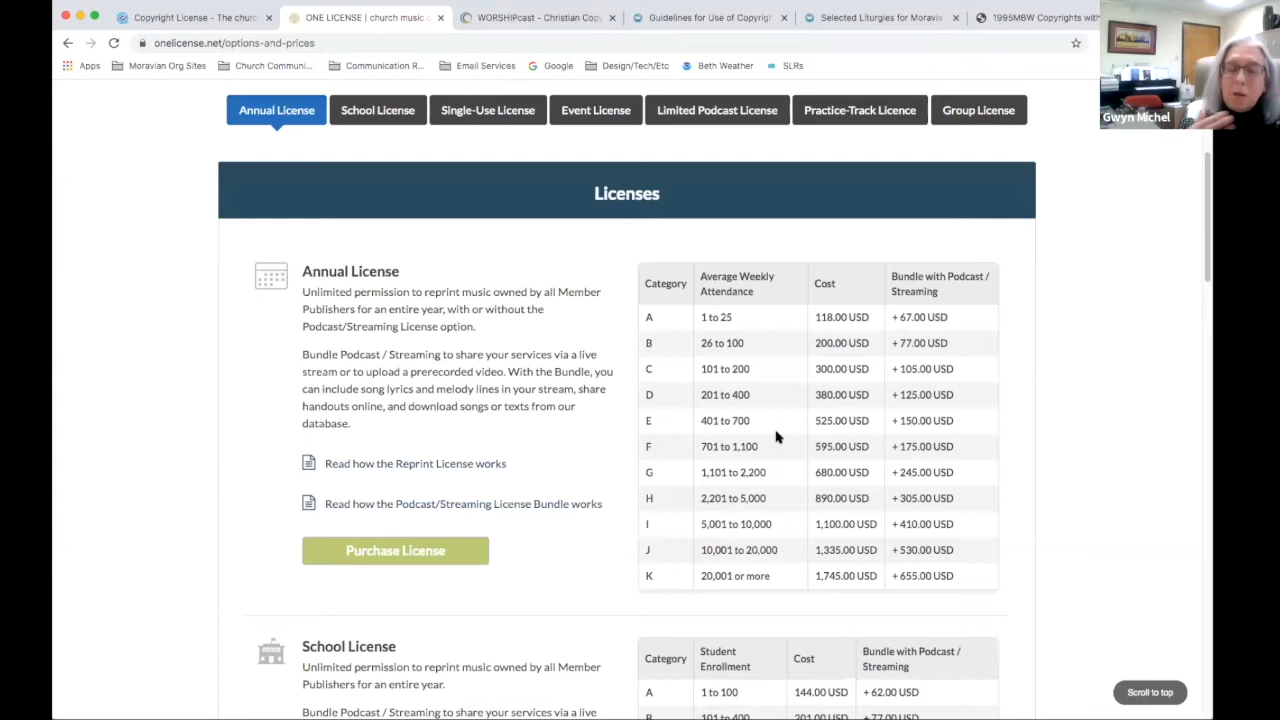 Copyright License - The church
ONE LICENSE | church music c
WORSHIPcast - Christian Copy
Guidelines for Use of Copyrigh
Selected Liturgies for Moravia
1995MBW Copyrights with
onelicense.net/options-and-prices
Apps
Moravian Org Sites
Church Communi...
Communication R...
Email Services
Google
Design/Tech/Etc
Beth Weather
SLRs
Gwyn Michel
Annual License
School License
Single-Use License
Event License
Limited Podcast License
Practice-Track Licence
Group License
Licenses
Annual License
Unlimited permission to reprint music owned by all Member
Publishers for an entire year, with or without the
Podcast/Streaming License option.
Bundle Podcast / Streaming to share your services via a live
stream or to upload a prerecorded video. With the Bundle, you
can include song lyrics and melody lines in your stream, share
handouts online, and download songs or texts from our
database.
Read how the Reprint License works
Read how the Podcast/Streaming License Bundle works
Purchase License
Category Average Weekly Attendance Cost Bundle with Podcast / Streaming
A 1 to 25 118.00 USD + 67.00 USD
B 26 to 100 200.00 USD + 77.00 USD
C 101 to 200 300.00 USD + 105.00 USD
D 201 to 400 380.00 USD + 125.00 USD
E 401 to 700 525.00 USD + 150.00 USD
F 701 to 1,100 595.00 USD + 175.00 USD
G 1,101 to 2,200 680.00 USD + 245.00 USD
H 2,201 to 5,000 890.00 USD + 305.00 USD
I 5,001 to 10,000 1,100.00 USD + 410.00 USD
J 10,001 to 20,000 1,335.00 USD + 530.00 USD
K 20,001 or more 1,745.00 USD + 655.00 USD
School License
Unlimited permission to reprint music owned by all Member
Publishers for an entire year.
Bundle Podcast / Streaming to share your services via a live
Category Student Enrollment Cost Bundle with Podcast / Streaming
A 1 to 100 144.00 USD + 62.00 USD
B 101 to 400 201.00 USD + 77.00 USD
Scroll to top